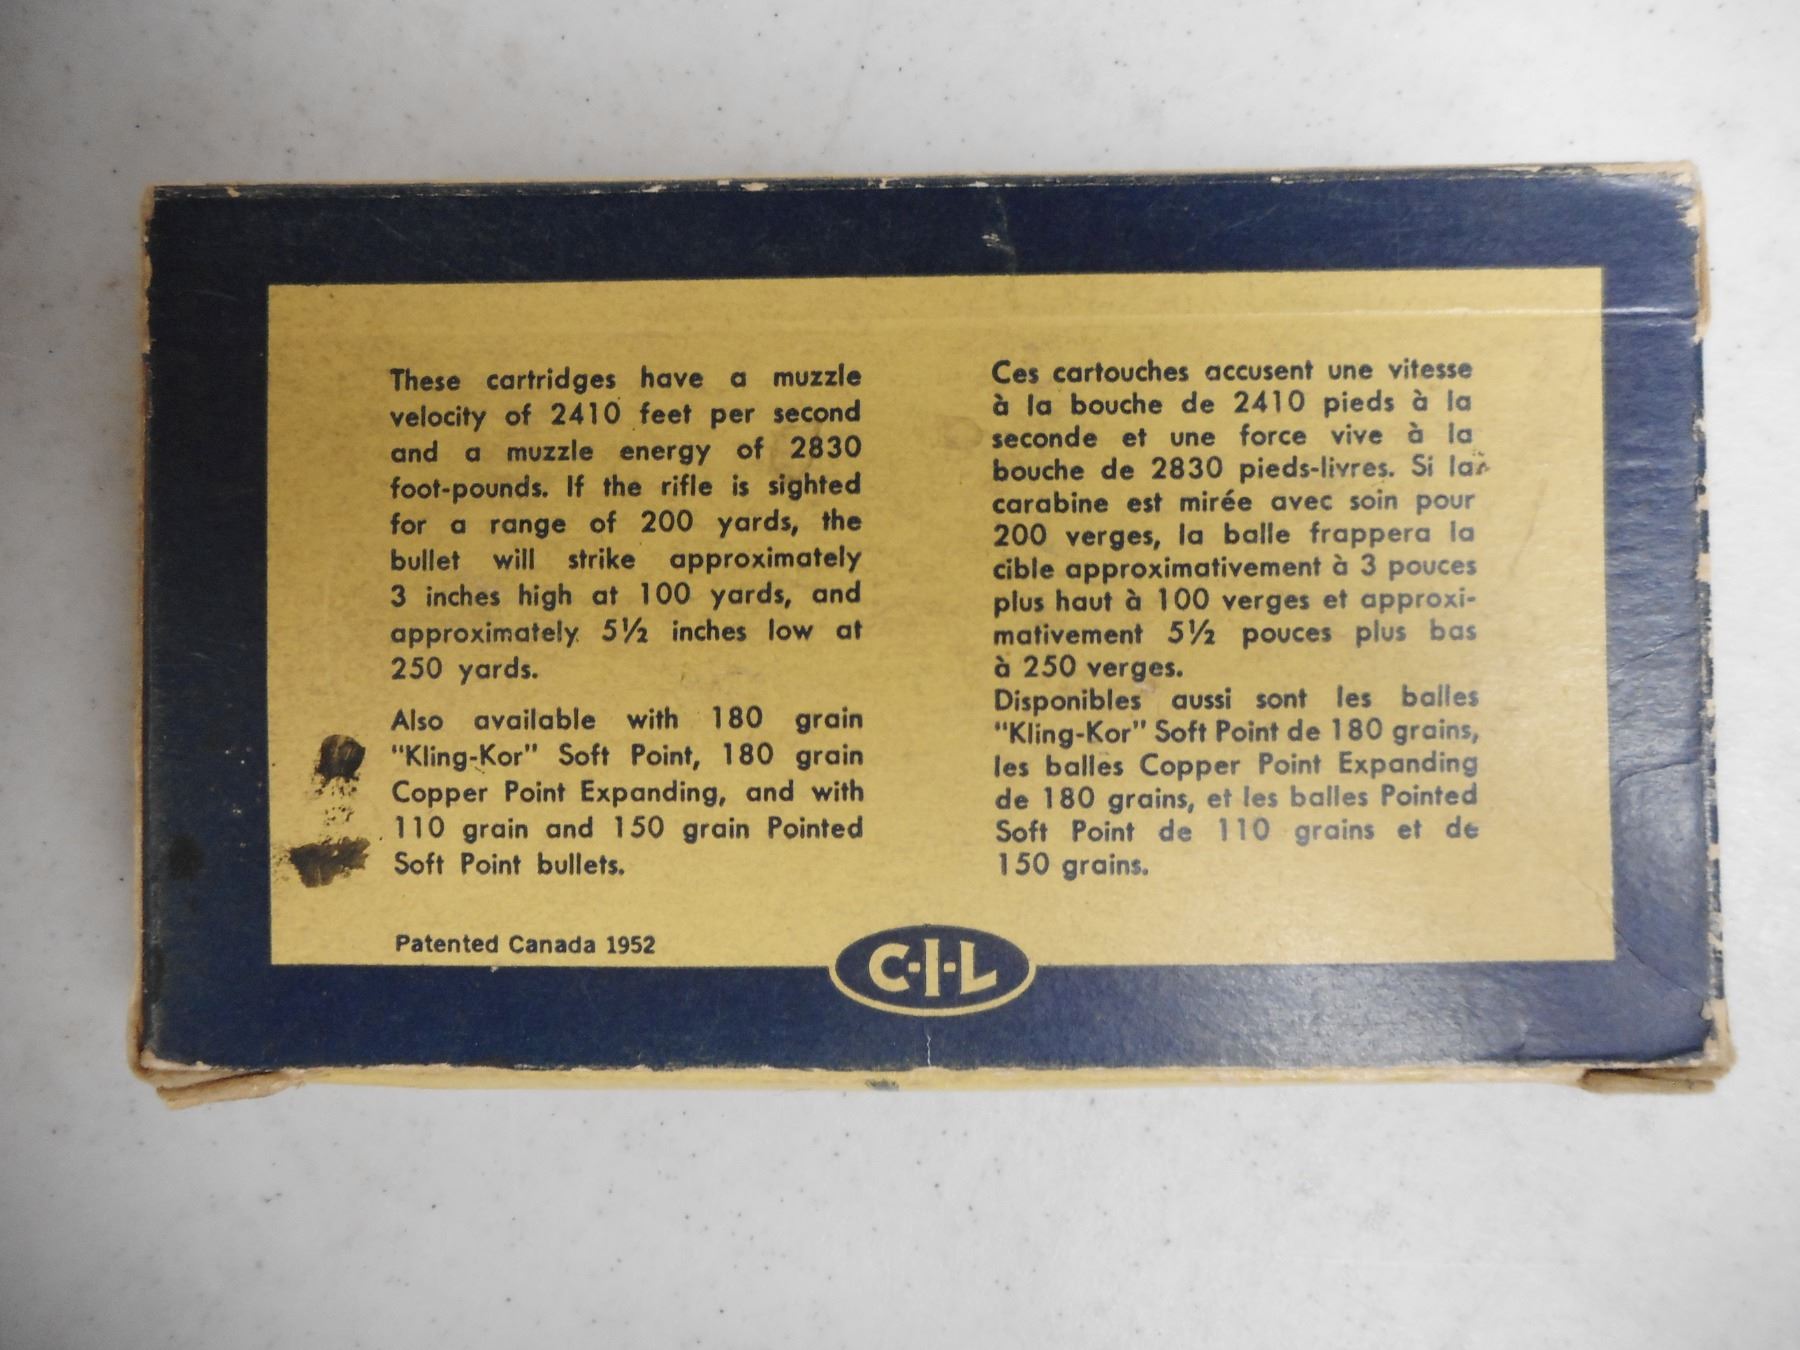 These cartridges have a muzzle
velocity of 2410 feet per second
and a muzzle energy of 2830
foot-pounds. If the rifle is sighted
for a range of 200 yards, the
bullet will strike approximately
3 inches high at 100 yards, and
approximately 5½ inches low at
250 yards.
Also available with 180 grain
"Kling-Kor" Soft Point, 180 grain
Copper Point Expanding, and with
110 grain and 150 grain Pointed
Soft Point bullets.
Patented Canada 1952
Ces cartouches accusent une vitesse
à la bouche de 2410 pieds à la
seconde et une force vive à la
bouche de 2830 pieds-livres. Si la
carabine est mirée avec soin pour
200 verges, la balle frappera la
cible approximativement à 3 pouces
plus haut à 100 verges et approxi-
mativement 5½ pouces plus bas
à 250 verges.
Disponibles aussi sont les balles
"Kling-Kor" Soft Point de 180 grains,
les balles Copper Point Expanding
de 180 grains, et les balles Pointed
Soft Point de 110 grains et de
150 grains.
C-I-L